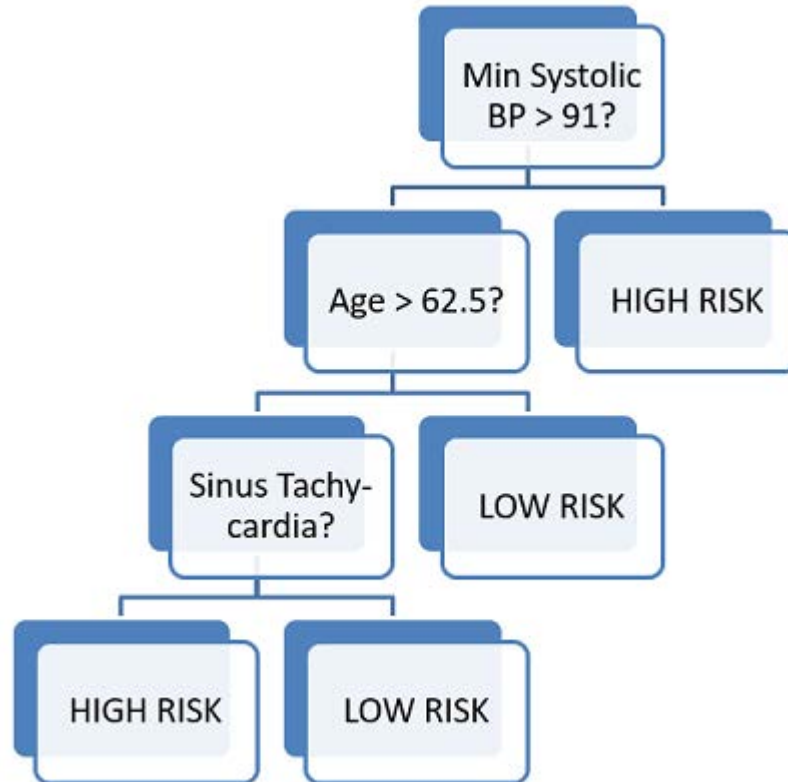 Min Systolic
BP > 91?
Age > 62.5?
HIGH RISK
Sinus Tachy-
cardia?
LOW RISK
HIGH RISK
LOW RISK